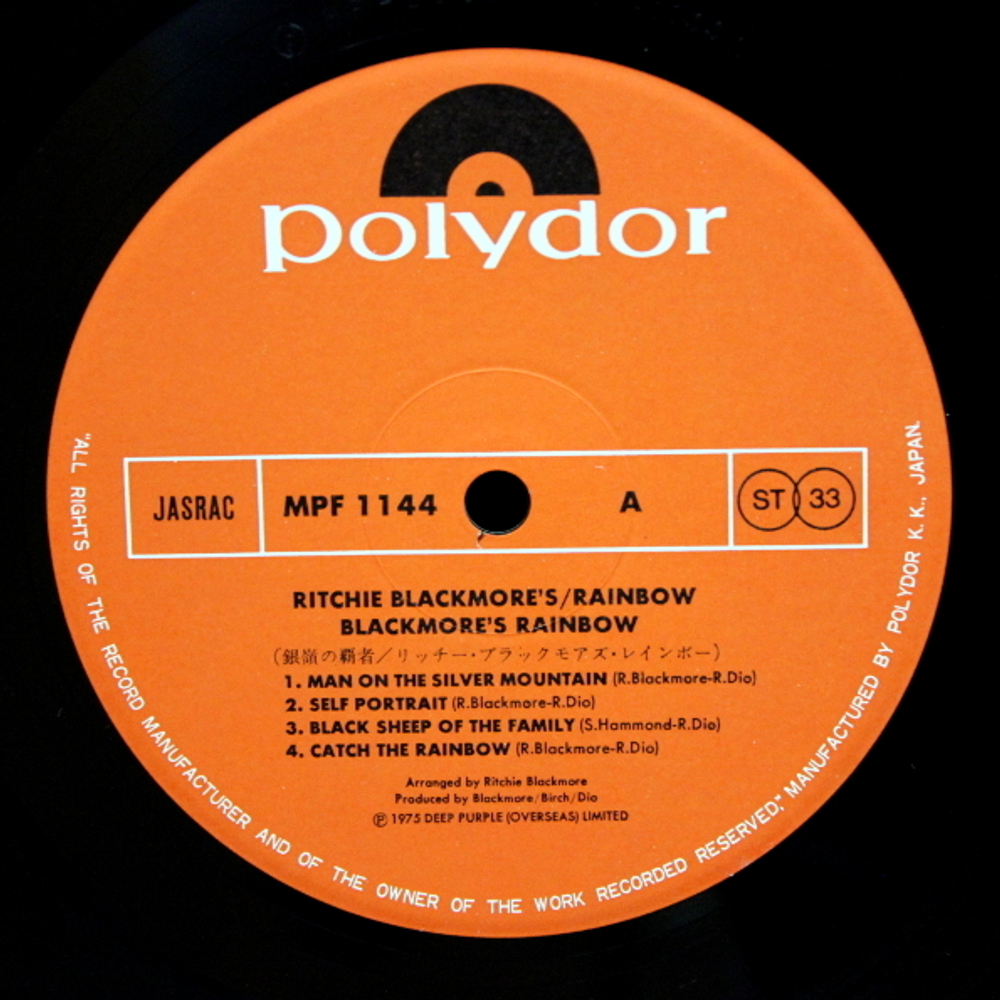 polydor
JASRAC
MPF 1144
A
ST 33
RITCHIE BLACKMORE'S/RAINBOW
BLACKMORE'S RAINBOW
(銀嶺の覇者/リッチー・ブラックモアズ・レインボー)
1. MAN ON THE SILVER MOUNTAIN (R.Blackmore-R.Dio)
2. SELF PORTRAIT (R.Blackmore-R.Dio)
3. BLACK SHEEP OF THE FAMILY (S.Hammond-R.Dio)
4. CATCH THE RAINBOW (R.Blackmore-R.Dio)
Arranged by Ritchie Blackmore
Produced by Blackmore/Birch/Dio
Ⓟ 1975 DEEP PURPLE (OVERSEAS) LIMITED
"ALL RIGHTS OF THE RECORD MANUFACTURER AND OF THE OWNER OF THE WORK RECORDED RESERVED." MANUFACTURED BY POLYDOR K.K., JAPAN.